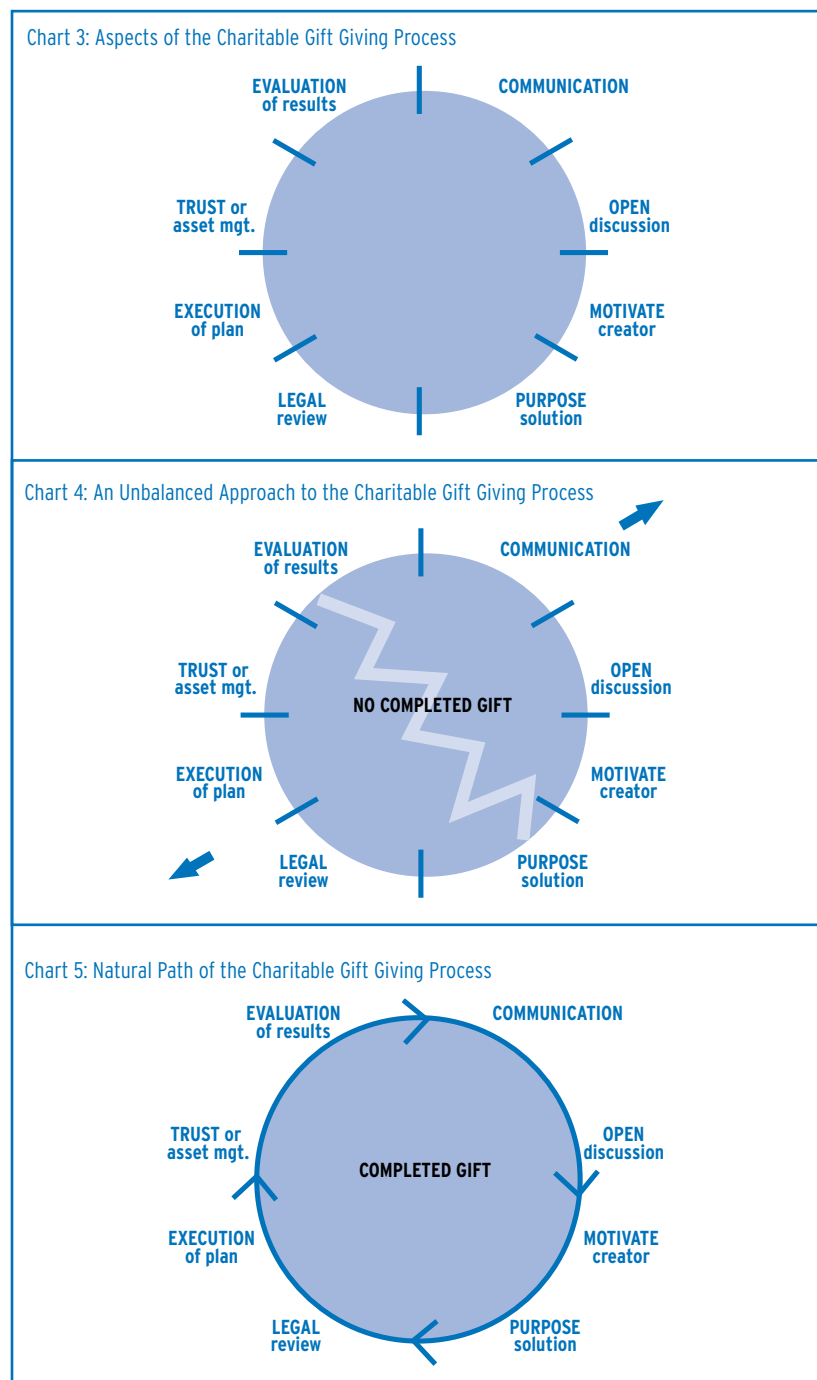 Chart 3: Aspects of the Charitable Gift Giving Process
EVALUATION
of results
COMMUNICATION
TRUST or
asset mgt.
OPEN
discussion
EXECUTION
of plan
MOTIVATE
creator
LEGAL
review
PURPOSE
solution
Chart 4: An Unbalanced Approach to the Charitable Gift Giving Process
EVALUATION
of results
COMMUNICATION
TRUST or
asset mgt.
OPEN
discussion
NO COMPLETED GIFT
EXECUTION
of plan
MOTIVATE
creator
LEGAL
review
PURPOSE
solution
Chart 5: Natural Path of the Charitable Gift Giving Process
EVALUATION
of results
COMMUNICATION
TRUST or
asset mgt.
OPEN
discussion
COMPLETED GIFT
EXECUTION
of plan
MOTIVATE
creator
LEGAL
review
PURPOSE
solution